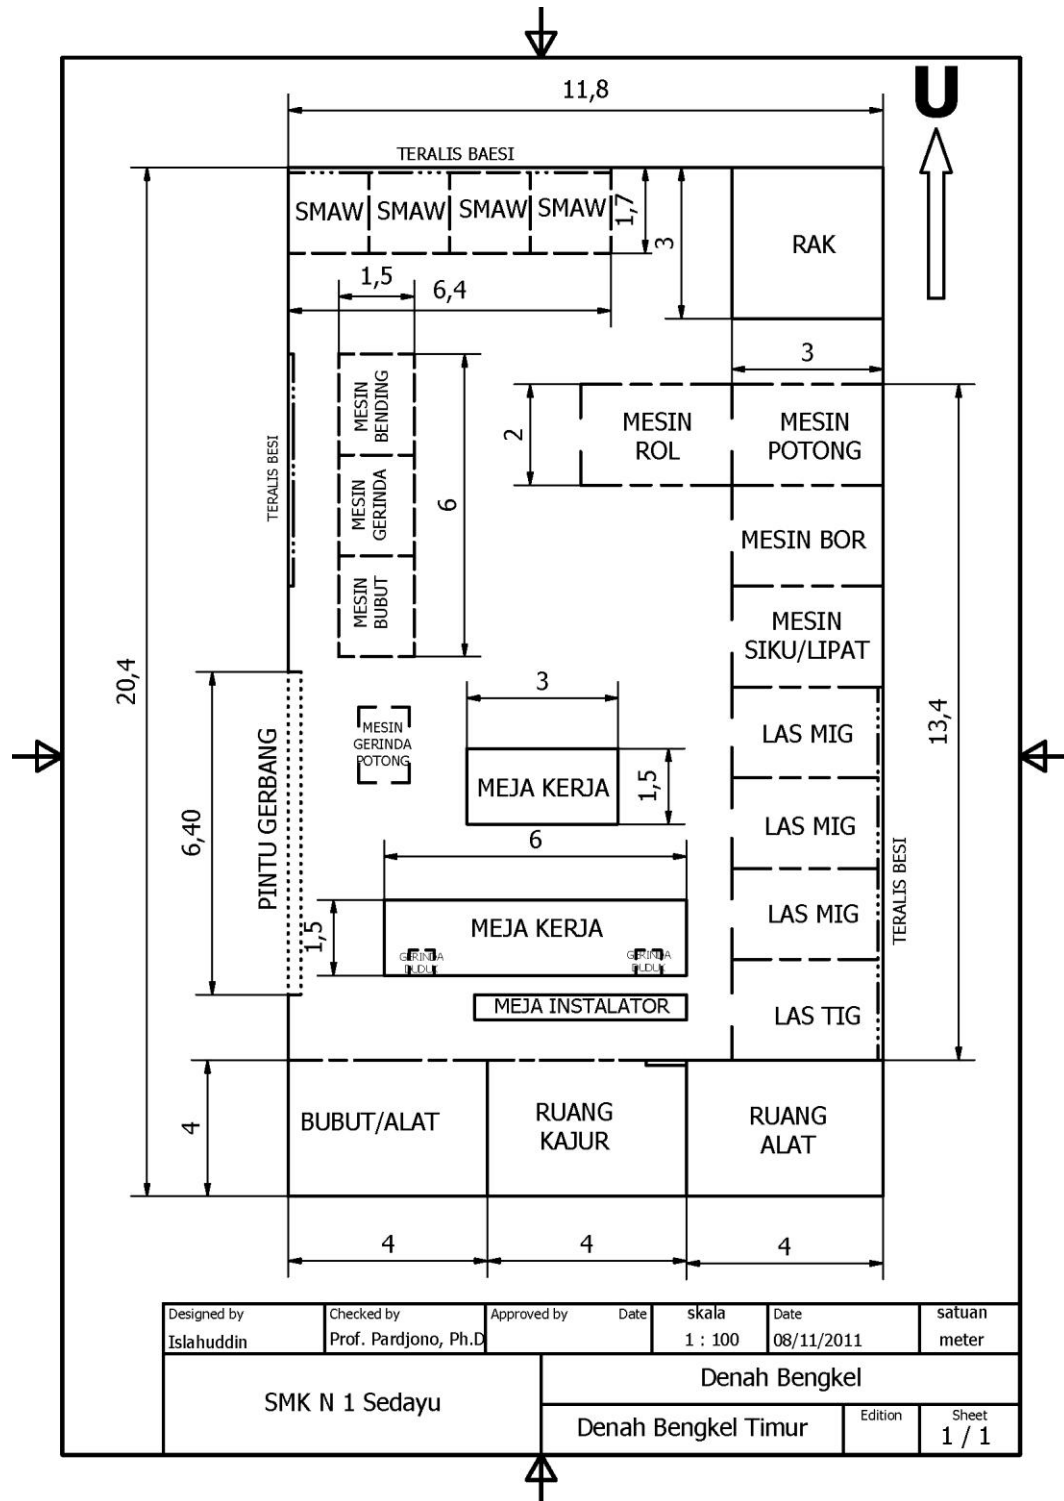 11,8
U
TERALIS BAESI
SMAW
SMAW
SMAW
SMAW
1,7
3
RAK
1,5
6,4
3
MESIN
BENDING
MESIN
GERINDA
MESIN
BUBUT
TERALIS BESI
6
2
MESIN
ROL
MESIN
POTONG
MESIN BOR
MESIN
SIKU/LIPAT
20,4
13,4
3
LAS MIG
MESIN
GERINDA
POTONG
MEJA KERJA
1,5
6,40
PINTU GERBANG
LAS MIG
6
TERALIS BESI
1,5
MEJA KERJA
LAS MIG
GERINDA
DUDUK
GERINDA
DUDUK
MEJA INSTALATOR
LAS TIG
4
BUBUT/ALAT
RUANG
KAJUR
RUANG
ALAT
4
4
4
Designed by
Islahuddin
Checked by
Prof. Pardjono, Ph.D
Approved by
Date
skala
1 : 100
Date
08/11/2011
satuan
meter
SMK N 1 Sedayu
Denah Bengkel
Denah Bengkel Timur
Edition
Sheet
1 / 1